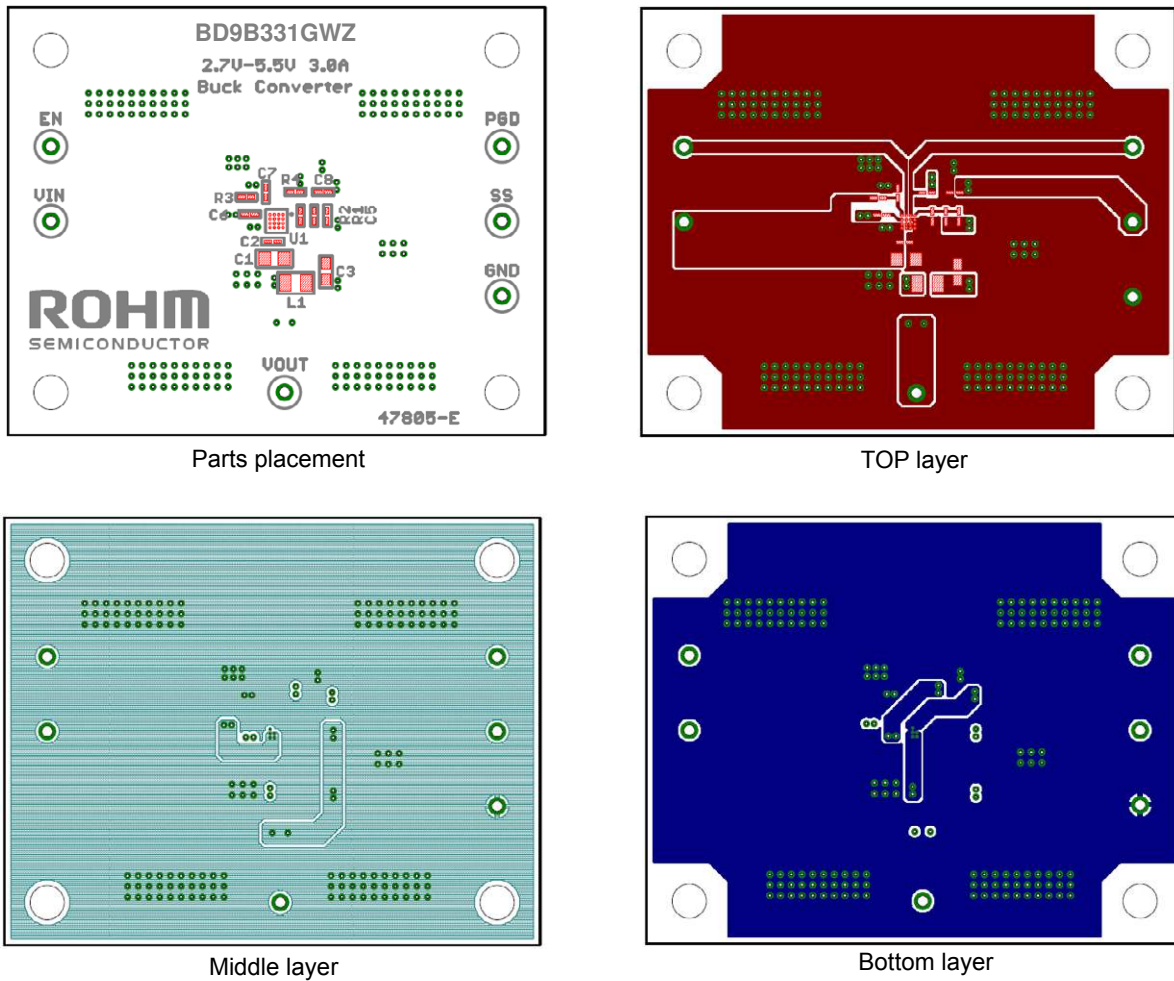 BD9B331GWZ
2.7V-5.5V 3.0A
Buck Converter
EN
PGD
VIN
SS
C7
R4
C8
R3
C6
R2
R1
C5
U1
C2
C1
C3
L1
GND
ROHM
SEMICONDUCTOR
VOUT
47805-E
Parts placement
TOP layer
Middle layer
Bottom layer